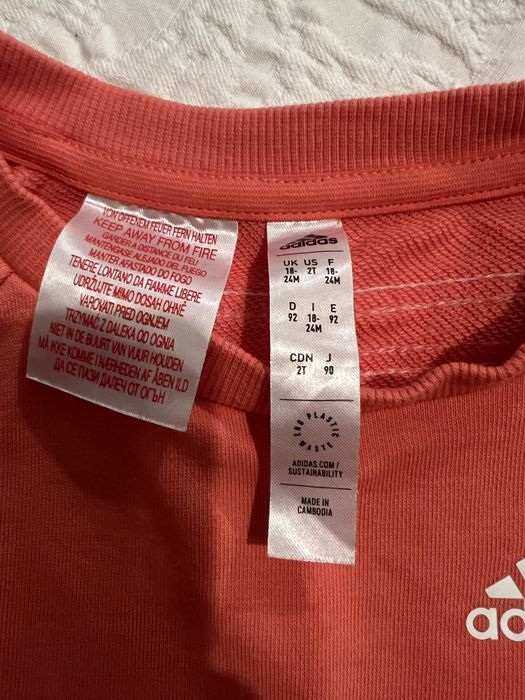 VON OFFENEM FEUER FERN HALTEN
KEEP AWAY FROM FIRE
GARDER A DISTANCE DU FEU
MANTENGASE ALEJADO DEL FUEGO
MANTER AFASTADO DO FOGO
TENERE LONTANO DA FIAMME LIBERE
UDRŽUJTE MIMO DOSAH OHNĚ
VAROVATI PRED OGNJEM
TRZYMAĆ Z DALEKA OD OGNIA
NIET IN DE BUURT VAN VUUR HOUDEN
MÅ IKKE KOMME I NÆRHEDEN AF ÅBEN ILD
ДА СЕ ПАЗИ ДАЛЕЧ ОТ ОГЪН
adidas
UK US F
18- 2T 18-
24M 24M
D I E
92 18- 92
24M
CDN J
2T 90
END PLASTIC WASTE
ADIDAS.COM/
SUSTAINABILITY
MADE IN
CAMBODIA
ad